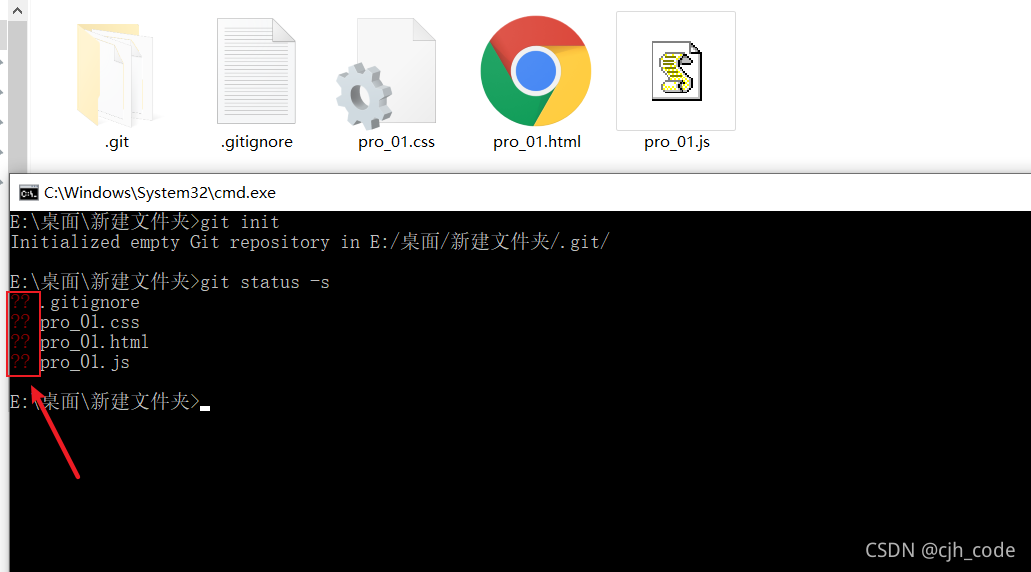 .git
.gitignore
pro_01.css
pro_01.html
pro_01.js
C:\Windows\System32\cmd.exe
E:\桌面\新建文件夹>git init
Initialized empty Git repository in E:/桌面/新建文件夹/.git/
E:\桌面\新建文件夹>git status -s
?? .gitignore
?? pro_01.css
?? pro_01.html
?? pro_01.js
E:\桌面\新建文件夹>
CSDN @cjh_code